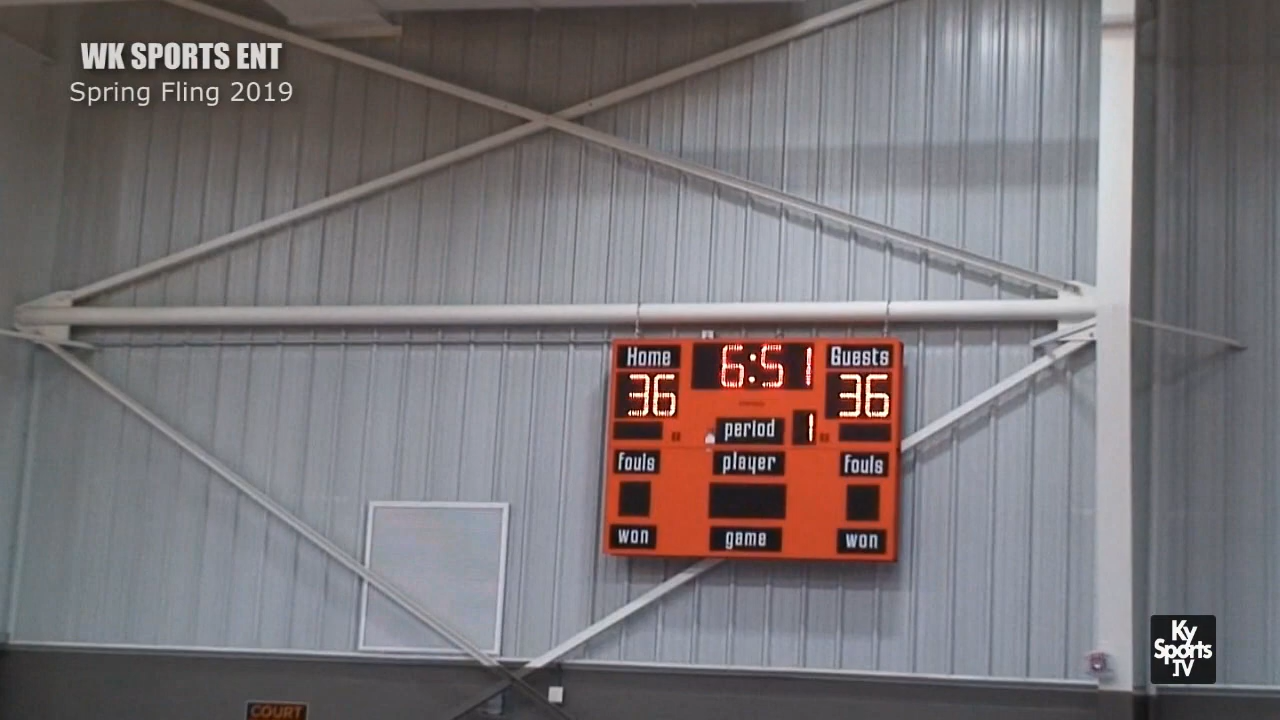 WK SPORTS ENT
Spring Fling 2019
Home 6:51 Guests
36 36
period 1
fouls player fouls
won game won
COURT
Ky
Sports
TV